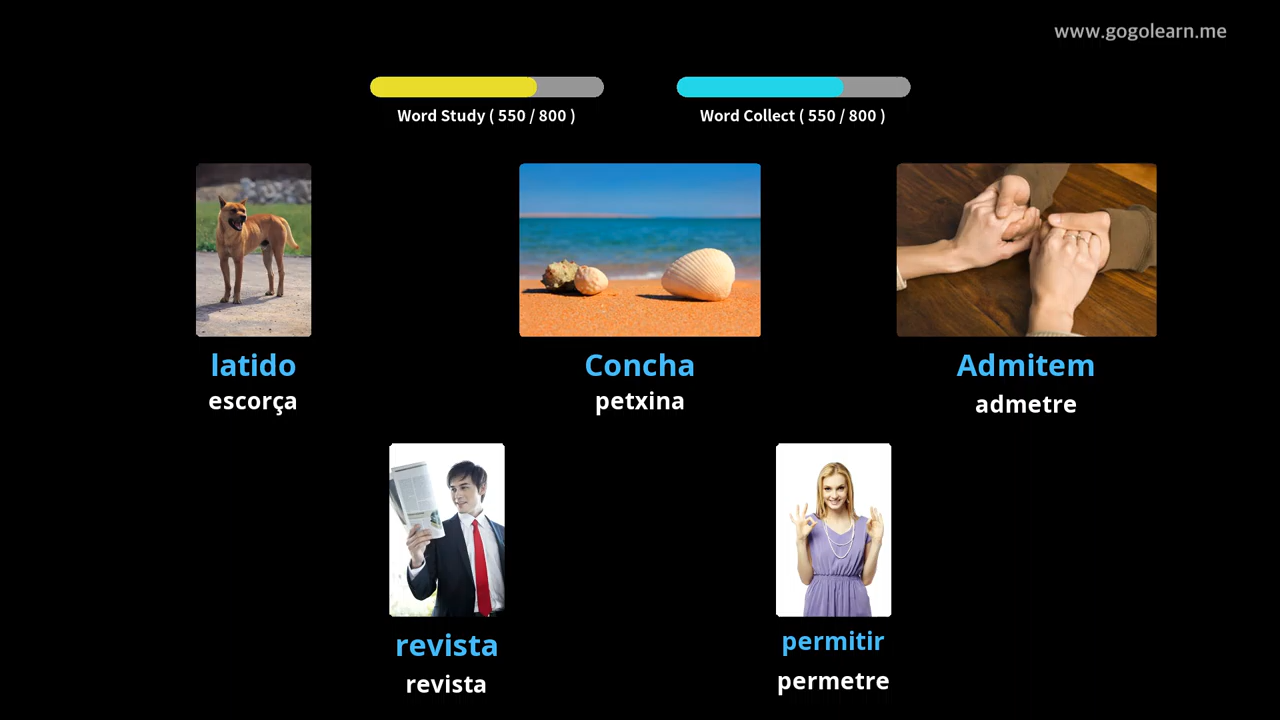 www.gogolearn.me
Word Study ( 550 / 800 )
Word Collect ( 550 / 800 )
latido
escorça
Concha
petxina
Admitem
admetre
revista
revista
permitir
permetre